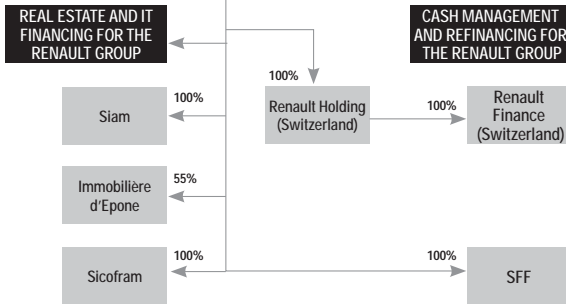 REAL ESTATE AND IT
FINANCING FOR THE
RENAULT GROUP
CASH MANAGEMENT
AND REFINANCING FOR
THE RENAULT GROUP
100%
Siam
100%
Renault Holding
(Switzerland)
100%
Renault
Finance
(Switzerland)
55%
Immobilière
d'Epone
100%
Sicofram
100%
SFF